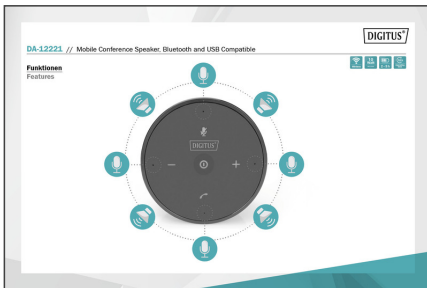 DIGITUS®
DA-12221 // Mobile Conference Speaker, Bluetooth and USB Compatible
Funktionen
Features
DIGITUS